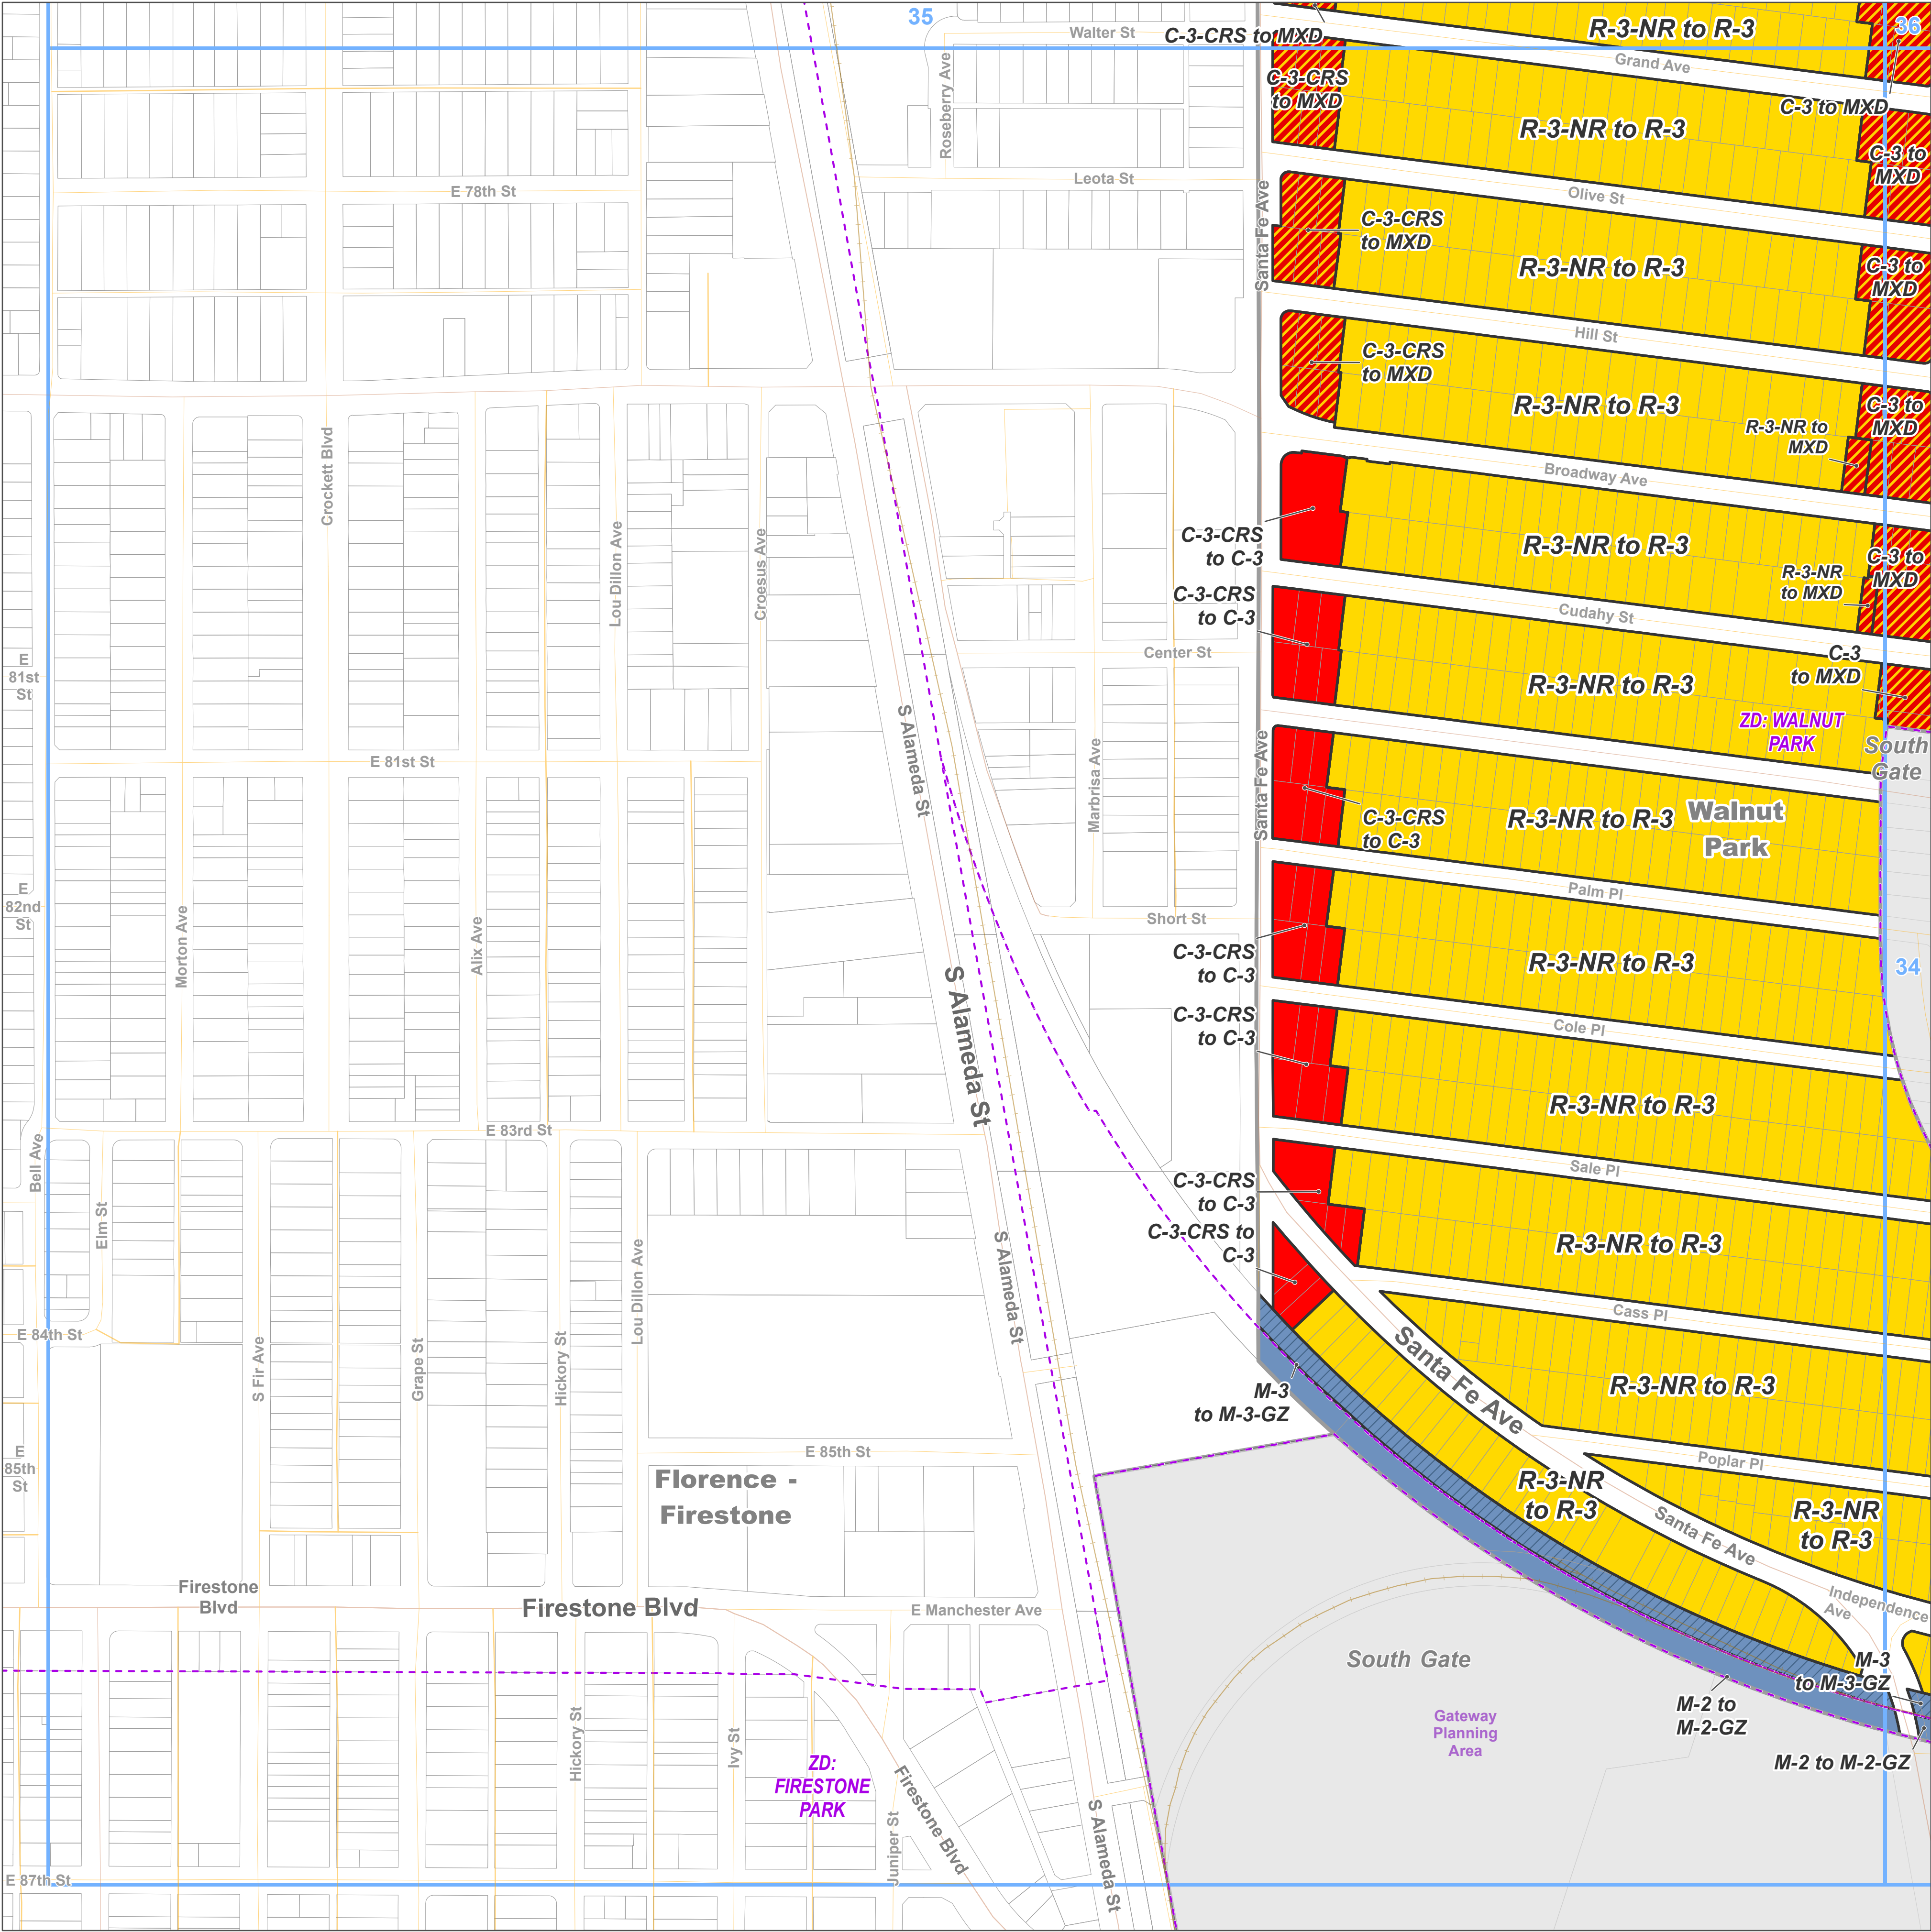 35
36
Walter St
C-3-CRS to MXD
R-3-NR to R-3
Grand Ave
Roseberry Ave
C-3-CRS
to MXD
C-3 to MXD
R-3-NR to R-3
C-3 to
MXD
E 78th St
Leota St
Olive St
Santa Fe Ave
C-3-CRS
to MXD
R-3-NR to R-3
C-3 to
MXD
Hill St
C-3-CRS
to MXD
R-3-NR to R-3
C-3 to
MXD
R-3-NR to
MXD
Crockett Blvd
Broadway Ave
Lou Dillon Ave
Croesus Ave
C-3-CRS
to C-3
R-3-NR to R-3
C-3 to
MXD
R-3-NR
to MXD
C-3-CRS
to C-3
Cudahy St
E
81st
St
Center St
C-3
to MXD
R-3-NR to R-3
ZD: WALNUT
PARK
South
Gate
S Alameda St
E 81st St
Marbrisa Ave
Santa Fe Ave
C-3-CRS
to C-3
R-3-NR to R-3
Walnut
Park
E
82nd
St
Morton Ave
Alix Ave
Short St
Palm Pl
C-3-CRS
to C-3
R-3-NR to R-3
34
S Alameda St
C-3-CRS
to C-3
Cole Pl
R-3-NR to R-3
E 83rd St
Bell Ave
Elm St
Sale Pl
C-3-CRS
to C-3
C-3-CRS to
C-3
R-3-NR to R-3
S Alameda St
Lou Dillon Ave
E 84th St
S Fir Ave
Grape St
Hickory St
Cass Pl
Santa Fe Ave
R-3-NR to R-3
M-3
to M-3-GZ
E
85th
St
E 85th St
Poplar Pl
Florence -
Firestone
R-3-NR
to R-3
R-3-NR
to R-3
Santa Fe Ave
Firestone
Blvd
Firestone Blvd
E Manchester Ave
Independence
Ave
South Gate
M-3
to M-3-GZ
M-2 to
M-2-GZ
Gateway
Planning
Area
M-2 to M-2-GZ
Hickory St
Ivy St
ZD:
FIRESTONE
PARK
Juniper St
Firestone Blvd
S Alameda St
E 87th St